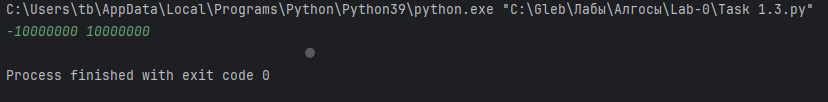 C:\Users\tb\AppData\Local\Programs\Python\Python39\python.exe "C:\Gleb\Лабы\Алгосы\Lab-0\Task 1.3.py"
-10000000 10000000
Process finished with exit code 0